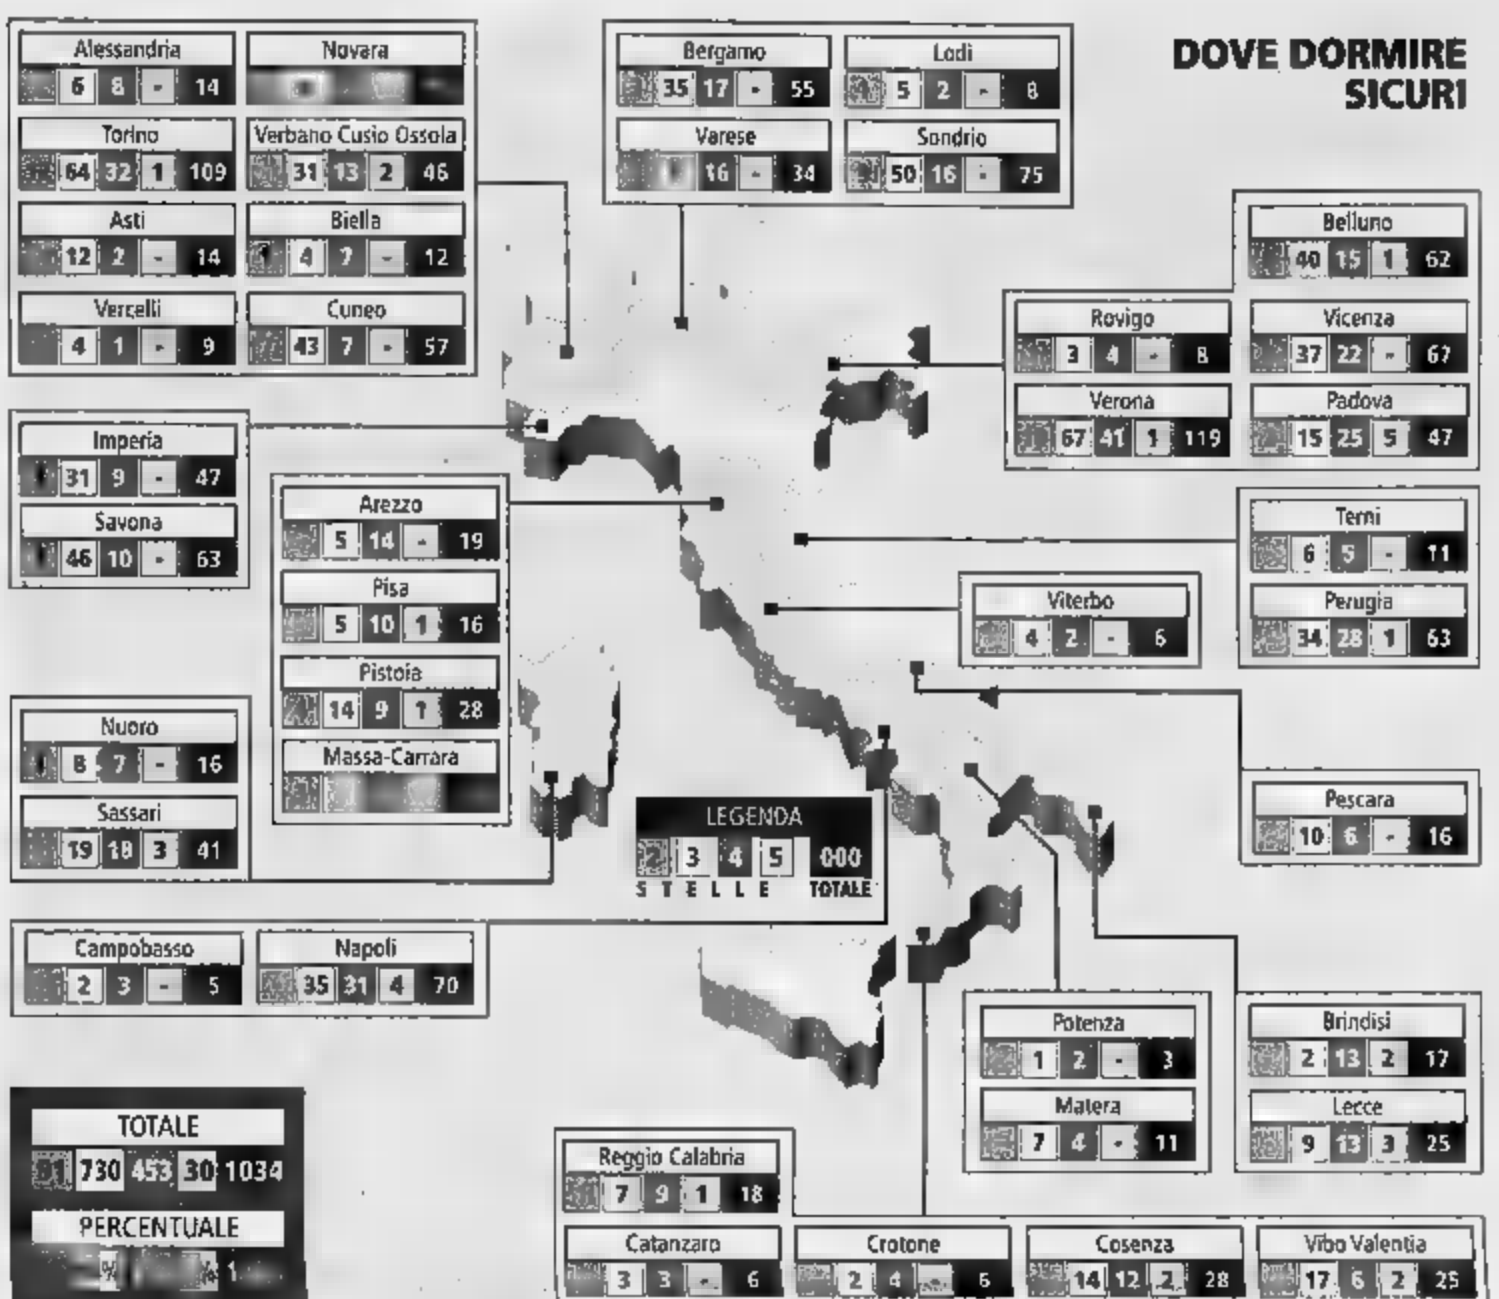 DOVE DORMIRE
SICURI
Alessandria
6 8 - 14
Novara
Torino
64 32 1 109
Verbano Cusio Ossola
31 13 2 46
Asti
12 2 - 14
Biella
4 7 - 12
Vercelli
4 1 - 9
Cuneo
43 7 - 57
Bergamo
35 17 - 55
Lodi
5 2 - 8
Varese
16 - 34
Sondrio
50 16 - 75
Belluno
40 15 1 62
Rovigo
3 4 - 8
Vicenza
37 22 - 67
Verona
67 41 1 119
Padova
15 25 5 47
Imperia
31 9 - 47
Savona
46 10 - 63
Arezzo
5 14 - 19
Pisa
5 10 1 16
Pistoia
14 9 1 28
Massa-Carrara
Terni
6 5 - 11
Perugia
34 28 1 63
Viterbo
4 2 - 6
Nuoro
8 7 - 16
Sassari
19 18 3 41
Pescara
10 6 - 16
LEGENDA
2 3 4 5 000
STELLE TOTALE
Campobasso
2 3 - 5
Napoli
35 31 4 70
Potenza
1 2 - 3
Matera
7 4 - 11
Brindisi
2 13 2 17
Lecce
9 13 3 25
TOTALE
730 453 30 1034
PERCENTUALE
Reggio Calabria
7 9 1 18
Catanzaro
3 3 - 6
Crotone
2 4 - 6
Cosenza
14 12 2 28
Vibo Valentia
17 6 2 25